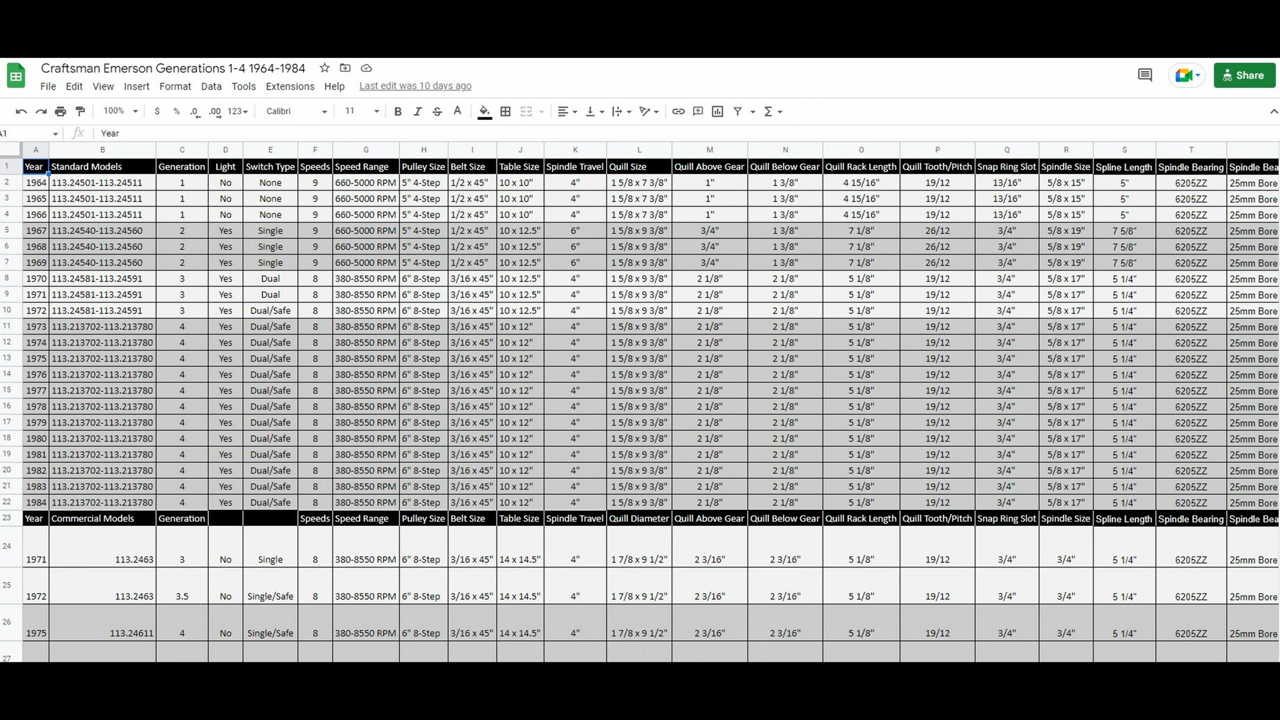 Craftsman Emerson Generations 1-4 1964-1984
File Edit View Insert Format Data Tools Extensions Help Last edit was 10 days ago
Share
100% $ % .0 .00 123 Calibri 11 B I S A
A1 fx Year
A B C D E F G H I J K L M N O P Q R S T
1 Year Standard Models Generation Light Switch Type Speeds Speed Range Pulley Size Belt Size Table Size Spindle Travel Quill Size Quill Above Gear Quill Below Gear Quill Rack Length Quill Tooth/Pitch Snap Ring Slot Spindle Size Spline Length Spindle Bearing Spindle Bea
2 1964 113.24501-113.24511 1 No None 9 660-5000 RPM 5" 4-Step 1/2 x 45" 10 x 10" 4" 1 5/8 x 7 3/8" 1" 1 3/8" 4 15/16" 19/12 13/16" 5/8 x 15" 5" 6205ZZ 25mm Bore
3 1965 113.24501-113.24511 1 No None 9 660-5000 RPM 5" 4-Step 1/2 x 45" 10 x 10" 4" 1 5/8 x 7 3/8" 1" 1 3/8" 4 15/16" 19/12 13/16" 5/8 x 15" 5" 6205ZZ 25mm Bore
4 1966 113.24501-113.24511 1 No None 9 660-5000 RPM 5" 4-Step 1/2 x 45" 10 x 10" 4" 1 5/8 x 7 3/8" 1" 1 3/8" 4 15/16" 19/12 13/16" 5/8 x 15" 5" 6205ZZ 25mm Bore
5 1967 113.24540-113.24560 2 Yes Single 9 660-5000 RPM 5" 4-Step 1/2 x 45" 10 x 12.5" 6" 1 5/8 x 9 3/8" 3/4" 1 3/8" 7 1/8" 26/12 3/4" 5/8 x 19" 7 5/8" 6205ZZ 25mm Bore
6 1968 113.24540-113.24560 2 Yes Single 9 660-5000 RPM 5" 4-Step 1/2 x 45" 10 x 12.5" 6" 1 5/8 x 9 3/8" 3/4" 1 3/8" 7 1/8" 26/12 3/4" 5/8 x 19" 7 5/8" 6205ZZ 25mm Bore
7 1969 113.24540-113.24560 2 Yes Single 9 660-5000 RPM 5" 4-Step 1/2 x 45" 10 x 12.5" 6" 1 5/8 x 9 3/8" 3/4" 1 3/8" 7 1/8" 26/12 3/4" 5/8 x 19" 7 5/8" 6205ZZ 25mm Bore
8 1970 113.24581-113.24591 3 Yes Dual 8 380-8550 RPM 6" 8-Step 3/16 x 45" 10 x 12.5" 4" 1 5/8 x 9 3/8" 2 1/8" 2 1/8" 5 1/8" 19/12 3/4" 5/8 x 17" 5 1/4" 6205ZZ 25mm Bore
9 1971 113.24581-113.24591 3 Yes Dual 8 380-8550 RPM 6" 8-Step 3/16 x 45" 10 x 12.5" 4" 1 5/8 x 9 3/8" 2 1/8" 2 1/8" 5 1/8" 19/12 3/4" 5/8 x 17" 5 1/4" 6205ZZ 25mm Bore
10 1972 113.24581-113.24591 3 Yes Dual/Safe 8 380-8550 RPM 6" 8-Step 3/16 x 45" 10 x 12.5" 4" 1 5/8 x 9 3/8" 2 1/8" 2 1/8" 5 1/8" 19/12 3/4" 5/8 x 17" 5 1/4" 6205ZZ 25mm Bore
11 1973 113.213702-113.213780 4 Yes Dual/Safe 8 380-8550 RPM 6" 8-Step 3/16 x 45" 10 x 12" 4" 1 5/8 x 9 3/8" 2 1/8" 2 1/8" 5 1/8" 19/12 3/4" 5/8 x 17" 5 1/4" 6205ZZ 25mm Bore
12 1974 113.213702-113.213780 4 Yes Dual/Safe 8 380-8550 RPM 6" 8-Step 3/16 x 45" 10 x 12" 4" 1 5/8 x 9 3/8" 2 1/8" 2 1/8" 5 1/8" 19/12 3/4" 5/8 x 17" 5 1/4" 6205ZZ 25mm Bore
13 1975 113.213702-113.213780 4 Yes Dual/Safe 8 380-8550 RPM 6" 8-Step 3/16 x 45" 10 x 12" 4" 1 5/8 x 9 3/8" 2 1/8" 2 1/8" 5 1/8" 19/12 3/4" 5/8 x 17" 5 1/4" 6205ZZ 25mm Bore
14 1976 113.213702-113.213780 4 Yes Dual/Safe 8 380-8550 RPM 6" 8-Step 3/16 x 45" 10 x 12" 4" 1 5/8 x 9 3/8" 2 1/8" 2 1/8" 5 1/8" 19/12 3/4" 5/8 x 17" 5 1/4" 6205ZZ 25mm Bore
15 1977 113.213702-113.213780 4 Yes Dual/Safe 8 380-8550 RPM 6" 8-Step 3/16 x 45" 10 x 12" 4" 1 5/8 x 9 3/8" 2 1/8" 2 1/8" 5 1/8" 19/12 3/4" 5/8 x 17" 5 1/4" 6205ZZ 25mm Bore
16 1978 113.213702-113.213780 4 Yes Dual/Safe 8 380-8550 RPM 6" 8-Step 3/16 x 45" 10 x 12" 4" 1 5/8 x 9 3/8" 2 1/8" 2 1/8" 5 1/8" 19/12 3/4" 5/8 x 17" 5 1/4" 6205ZZ 25mm Bore
17 1979 113.213702-113.213780 4 Yes Dual/Safe 8 380-8550 RPM 6" 8-Step 3/16 x 45" 10 x 12" 4" 1 5/8 x 9 3/8" 2 1/8" 2 1/8" 5 1/8" 19/12 3/4" 5/8 x 17" 5 1/4" 6205ZZ 25mm Bore
18 1980 113.213702-113.213780 4 Yes Dual/Safe 8 380-8550 RPM 6" 8-Step 3/16 x 45" 10 x 12" 4" 1 5/8 x 9 3/8" 2 1/8" 2 1/8" 5 1/8" 19/12 3/4" 5/8 x 17" 5 1/4" 6205ZZ 25mm Bore
19 1981 113.213702-113.213780 4 Yes Dual/Safe 8 380-8550 RPM 6" 8-Step 3/16 x 45" 10 x 12" 4" 1 5/8 x 9 3/8" 2 1/8" 2 1/8" 5 1/8" 19/12 3/4" 5/8 x 17" 5 1/4" 6205ZZ 25mm Bore
20 1982 113.213702-113.213780 4 Yes Dual/Safe 8 380-8550 RPM 6" 8-Step 3/16 x 45" 10 x 12" 4" 1 5/8 x 9 3/8" 2 1/8" 2 1/8" 5 1/8" 19/12 3/4" 5/8 x 17" 5 1/4" 6205ZZ 25mm Bore
21 1983 113.213702-113.213780 4 Yes Dual/Safe 8 380-8550 RPM 6" 8-Step 3/16 x 45" 10 x 12" 4" 1 5/8 x 9 3/8" 2 1/8" 2 1/8" 5 1/8" 19/12 3/4" 5/8 x 17" 5 1/4" 6205ZZ 25mm Bore
22 1984 113.213702-113.213780 4 Yes Dual/Safe 8 380-8550 RPM 6" 8-Step 3/16 x 45" 10 x 12" 4" 1 5/8 x 9 3/8" 2 1/8" 2 1/8" 5 1/8" 19/12 3/4" 5/8 x 17" 5 1/4" 6205ZZ 25mm Bore
23 Year Commercial Models Generation Speeds Speed Range Pulley Size Belt Size Table Size Spindle Travel Quill Diameter Quill Above Gear Quill Below Gear Quill Rack Length Quill Tooth/Pitch Snap Ring Slot Spindle Size Spline Length Spindle Bearing Spindle Bea
24 1971 113.2463 3 No Single 8 380-8550 RPM 6" 8-Step 3/16 x 45" 14 x 14.5" 4" 1 7/8 x 9 1/2" 2 3/16" 2 3/16" 5 1/8" 19/12 3/4" 3/4" 5 1/4" 6205ZZ 25mm Bore
25 1972 113.2463 3.5 No Single/Safe 8 380-8550 RPM 6" 8-Step 3/16 x 45" 14 x 14.5" 4" 1 7/8 x 9 1/2" 2 3/16" 2 3/16" 5 1/8" 19/12 3/4" 3/4" 5 1/4" 6205ZZ 25mm Bore
26 1975 113.24611 4 No Single/Safe 8 380-8550 RPM 6" 8-Step 3/16 x 45" 14 x 14.5" 4" 1 7/8 x 9 1/2" 2 3/16" 2 3/16" 5 1/8" 19/12 3/4" 3/4" 5 1/4" 6205ZZ 25mm Bore
27